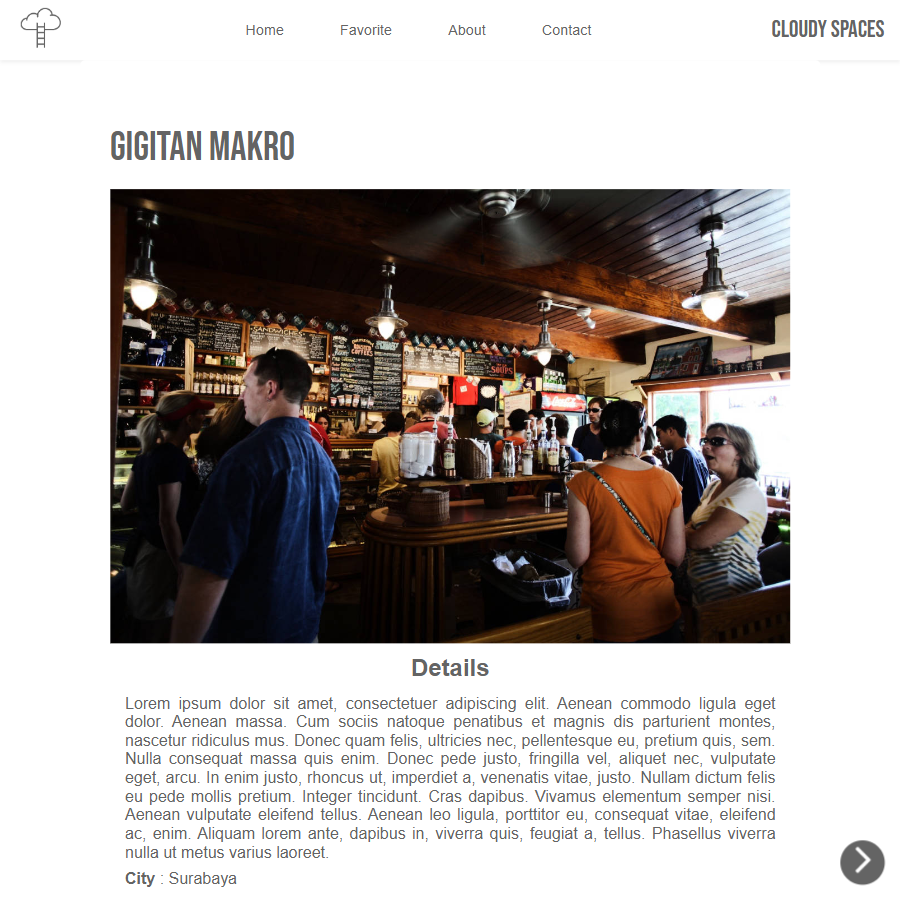 Home Favorite About Contact CLOUDY SPACES
GIGITAN MAKRO
SANDWICHES
COFFEES
SOUPS
Coca-Cola
Details
Lorem ipsum dolor sit amet, consectetuer adipiscing elit. Aenean commodo ligula eget
dolor. Aenean massa. Cum sociis natoque penatibus et magnis dis parturient montes,
nascetur ridiculus mus. Donec quam felis, ultricies nec, pellentesque eu, pretium quis, sem.
Nulla consequat massa quis enim. Donec pede justo, fringilla vel, aliquet nec, vulputate
eget, arcu. In enim justo, rhoncus ut, imperdiet a, venenatis vitae, justo. Nullam dictum felis
eu pede mollis pretium. Integer tincidunt. Cras dapibus. Vivamus elementum semper nisi.
Aenean vulputate eleifend tellus. Aenean leo ligula, porttitor eu, consequat vitae, eleifend
ac, enim. Aliquam lorem ante, dapibus in, viverra quis, feugiat a, tellus. Phasellus viverra
nulla ut metus varius laoreet.
City : Surabaya